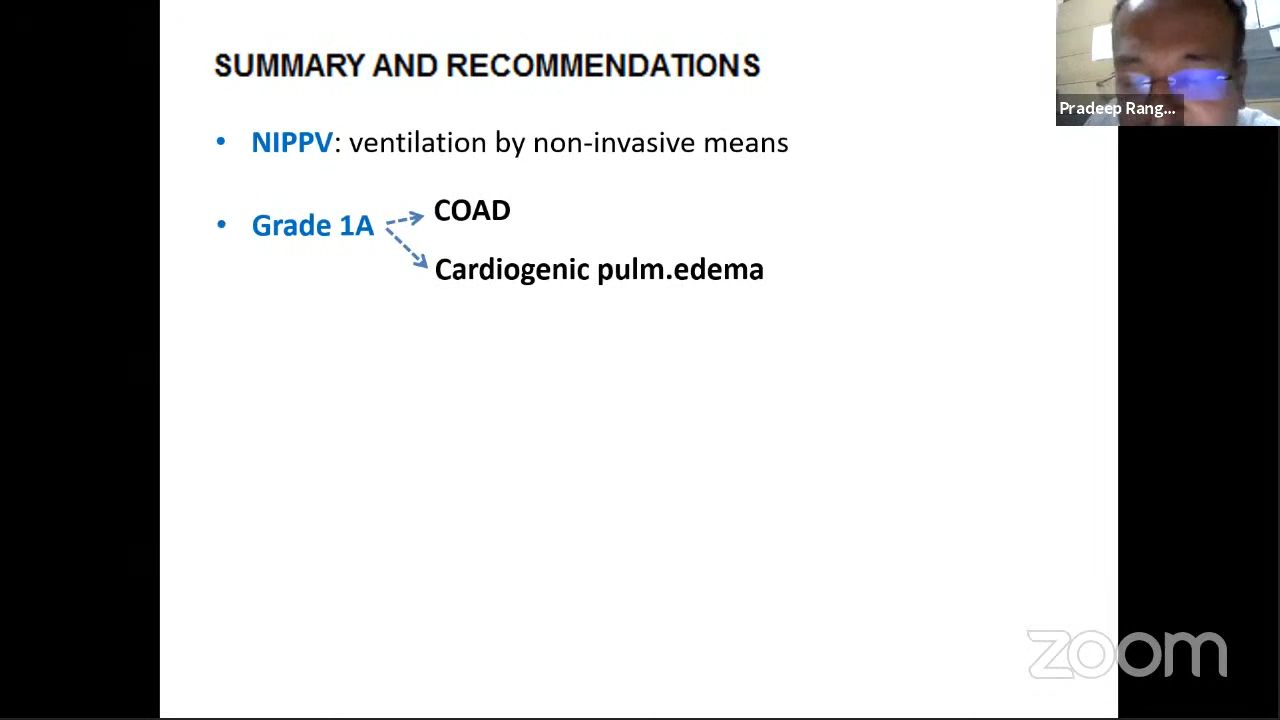 SUMMARY AND RECOMMENDATIONS
Pradeep Rang...
• NIPPV: ventilation by non-invasive means
• Grade 1A
COAD
Cardiogenic pulm.edema
zoom